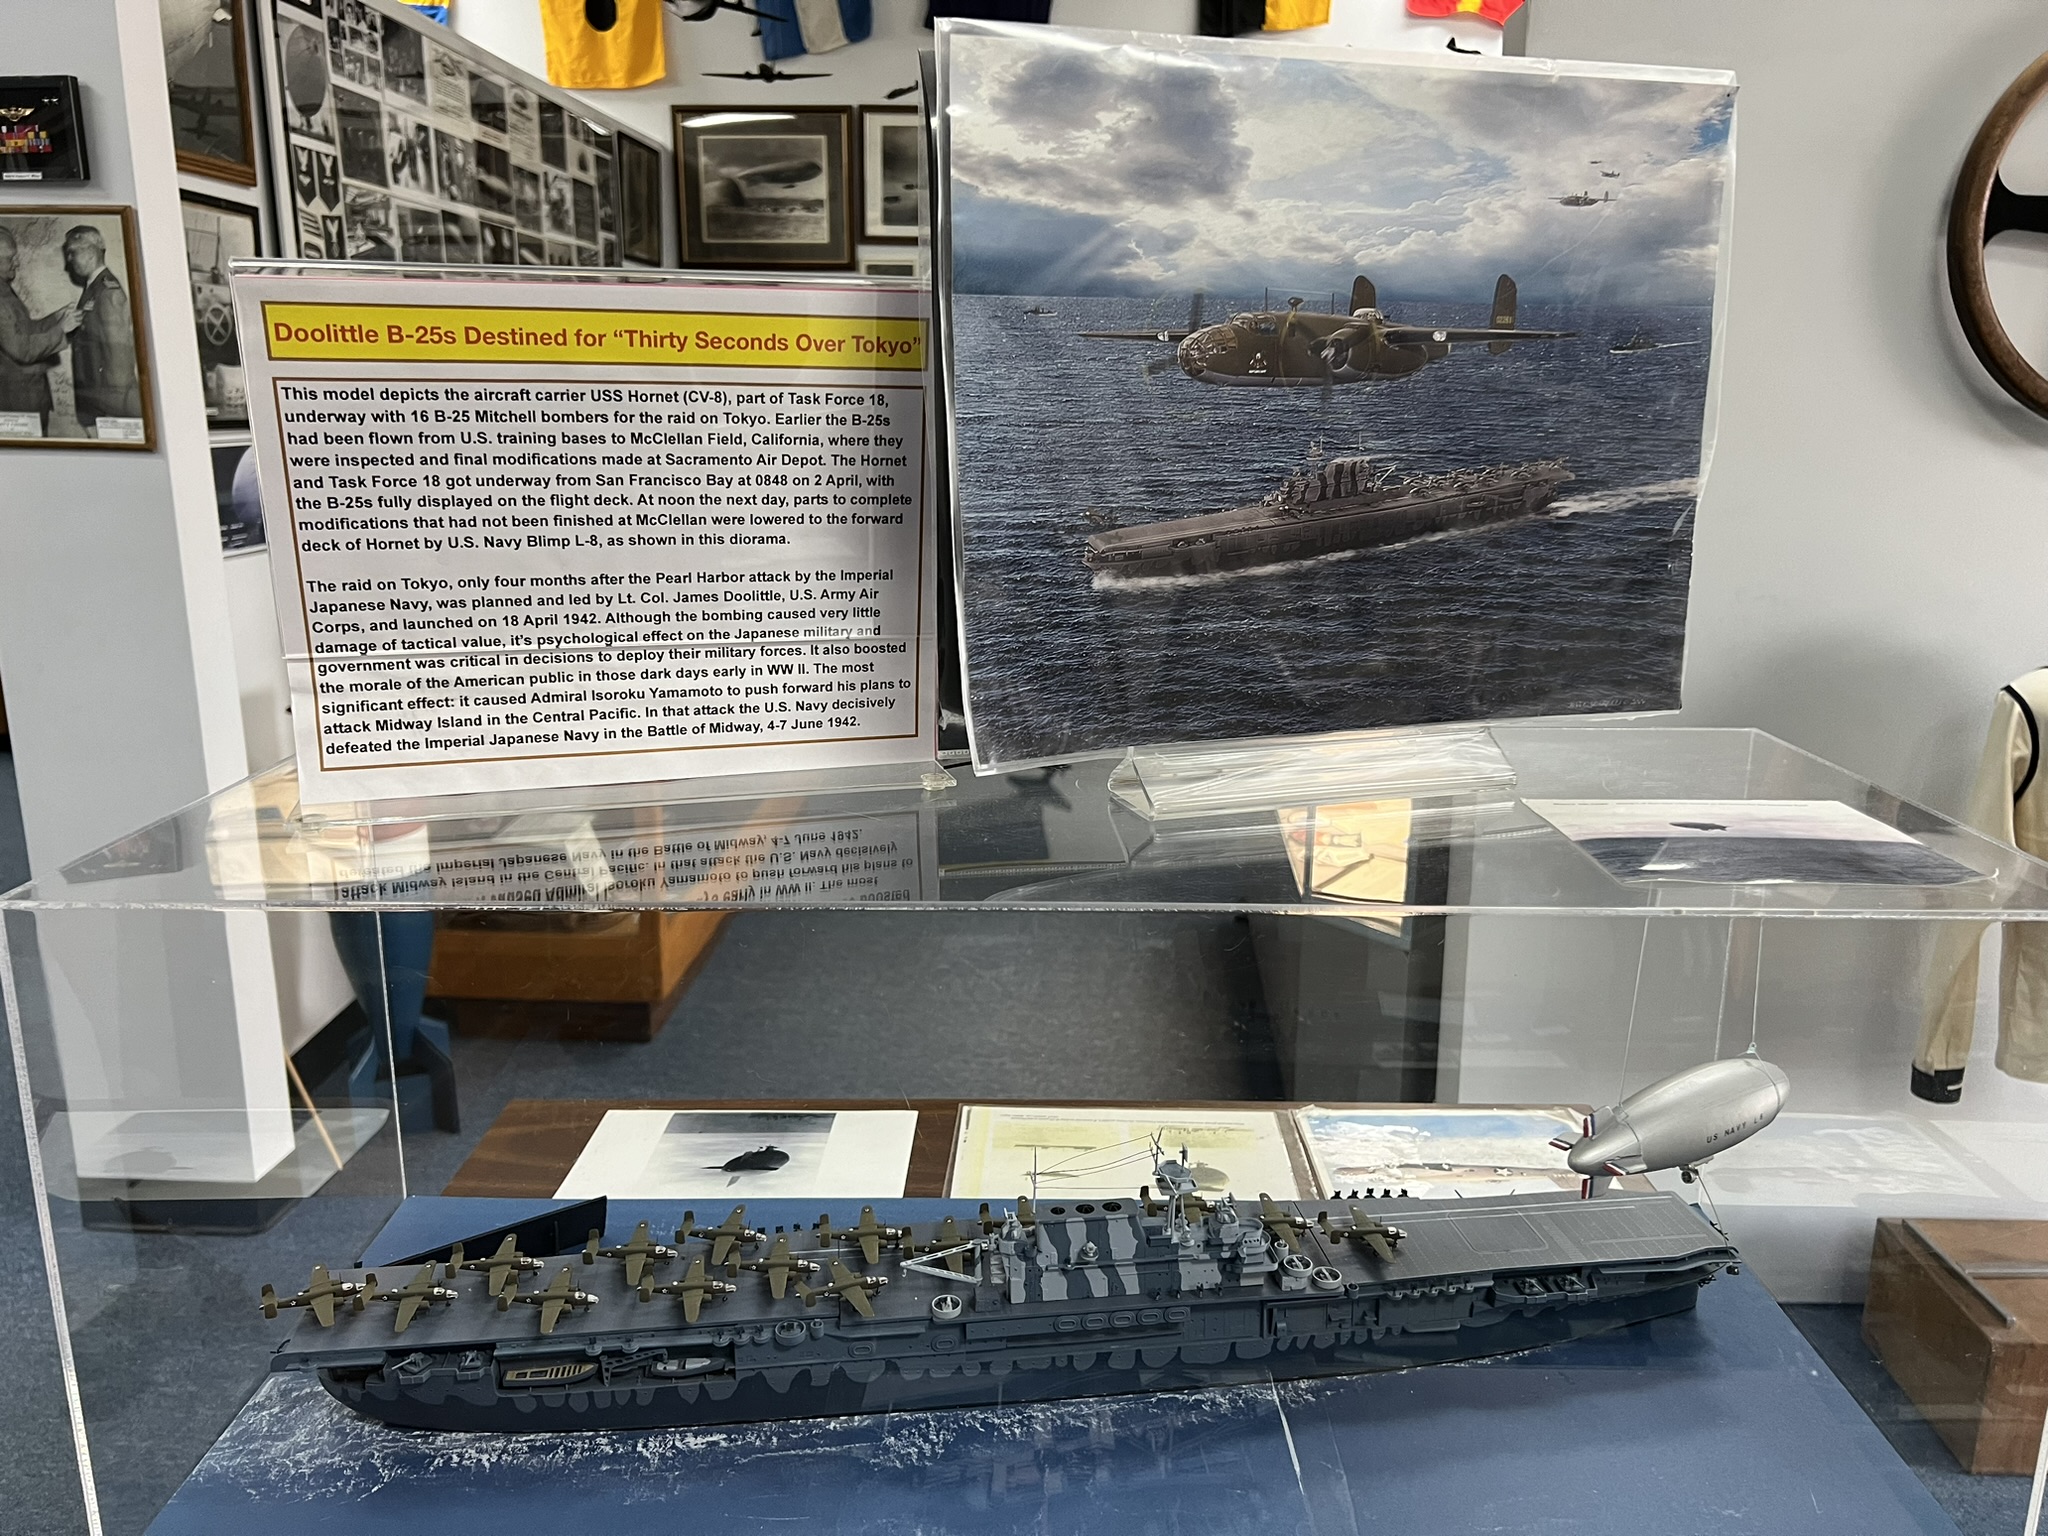 Doolittle B-25s Destined for “Thirty Seconds Over Tokyo”
This model depicts the aircraft carrier USS Hornet (CV-8), part of Task Force 18,
underway with 16 B-25 Mitchell bombers for the raid on Tokyo. Earlier the B-25s
had been flown from U.S. training bases to McClellan Field, California, where they
were inspected and final modifications made at Sacramento Air Depot. The Hornet
and Task Force 18 got underway from San Francisco Bay at 0848 on 2 April, with
the B-25s fully displayed on the flight deck. At noon the next day, parts to complete
modifications that had not been finished at McClellan were lowered to the forward
deck of Hornet by U.S. Navy Blimp L-8, as shown in this diorama.
The raid on Tokyo, only four months after the Pearl Harbor attack by the Imperial
Japanese Navy, was planned and led by Lt. Col. James Doolittle, U.S. Army Air
Corps, and launched on 18 April 1942. Although the bombing caused very little
damage of tactical value, it’s psychological effect on the Japanese military and
government was critical in decisions to deploy their military forces. It also boosted
the morale of the American public in those dark days early in WW II. The most
significant effect: it caused Admiral Isoroku Yamamoto to push forward his plans to
attack Midway Island in the Central Pacific. In that attack the U.S. Navy decisively
defeated the Imperial Japanese Navy in the Battle of Midway, 4-7 June 1942.
US NAVY L-8